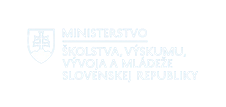 MINISTERSTVO
ŠKOLSTVA, VÝSKUMU,
VÝVOJA A MLÁDEŽE
SLOVENSKEJ REPUBLIKY